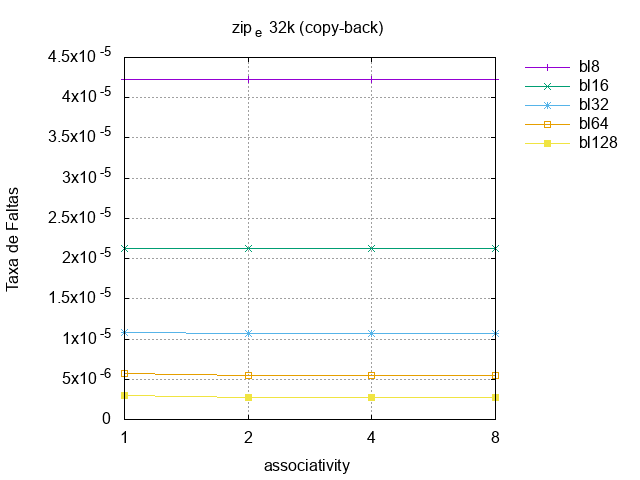 zip e 32k (copy-back)
4.5x10 -5
4x10 -5
3.5x10 -5
3x10 -5
2.5x10 -5
2x10 -5
1.5x10 -5
1x10 -5
5x10 -6
0
1 2 4 8
associativity
Taxa de Faltas
bl8
bl16
bl32
bl64
bl128